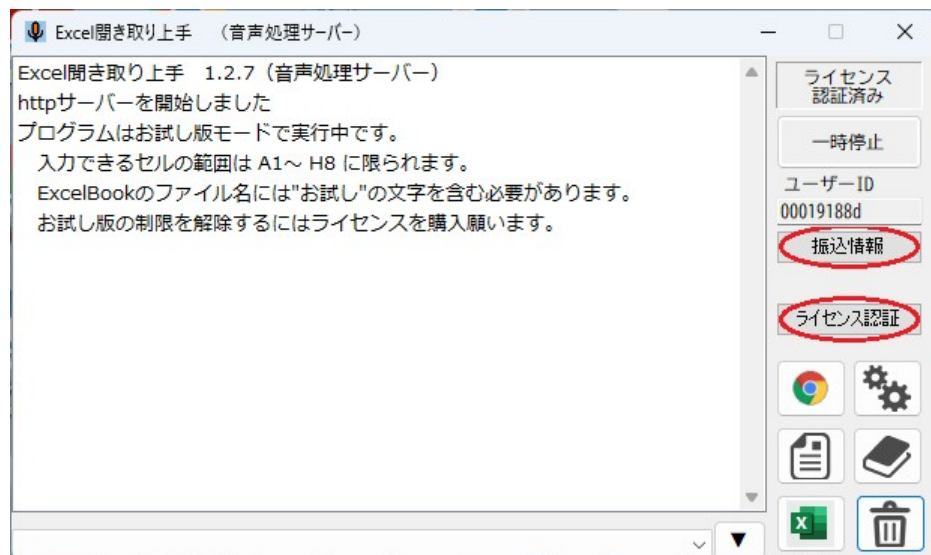 Excel聞き取り上手　（音声処理サーバー）
Excel聞き取り上手　1.2.7（音声処理サーバー）
httpサーバーを開始しました
プログラムはお試し版モードで実行中です。
入力できるセルの範囲は A1～ H8 に限られます。
ExcelBookのファイル名には"お試し"の文字を含む必要があります。
お試し版の制限を解除するにはライセンスを購入願います。
ライセンス
認証済み
一時停止
ユーザーID
00019188d
振込情報
ライセンス認証